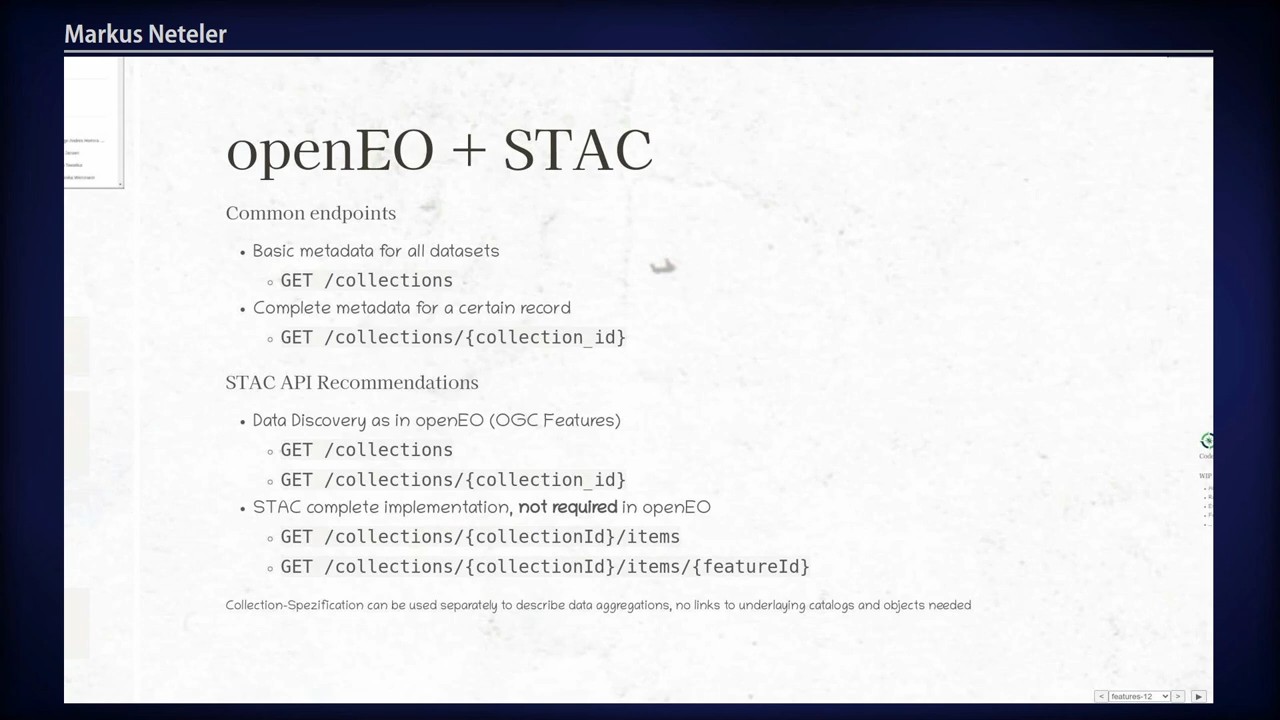 Markus Neteler
openEO + STAC
Common endpoints
• Basic metadata for all datasets
◦ GET /collections
• Complete metadata for a certain record
◦ GET /collections/{collection_id}
STAC API Recommendations
• Data Discovery as in openEO (OGC Features)
◦ GET /collections
◦ GET /collections/{collection_id}
• STAC complete implementation, not required in openEO
◦ GET /collections/{collectionId}/items
◦ GET /collections/{collectionId}/items/{featureId}
Collection-Spezification can be used separately to describe data aggregations, no links to underlaying catalogs and objects needed
< features-12 >